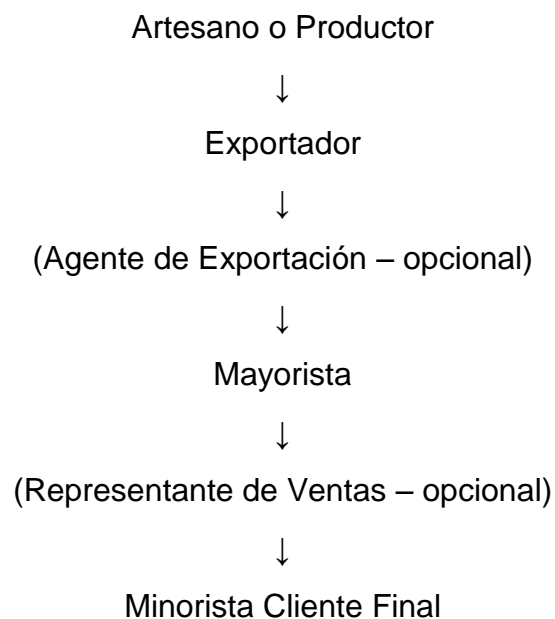 Artesano o Productor
↓
Exportador
↓
(Agente de Exportación – opcional)
↓
Mayorista
↓
(Representante de Ventas – opcional)
↓
Minorista Cliente Final